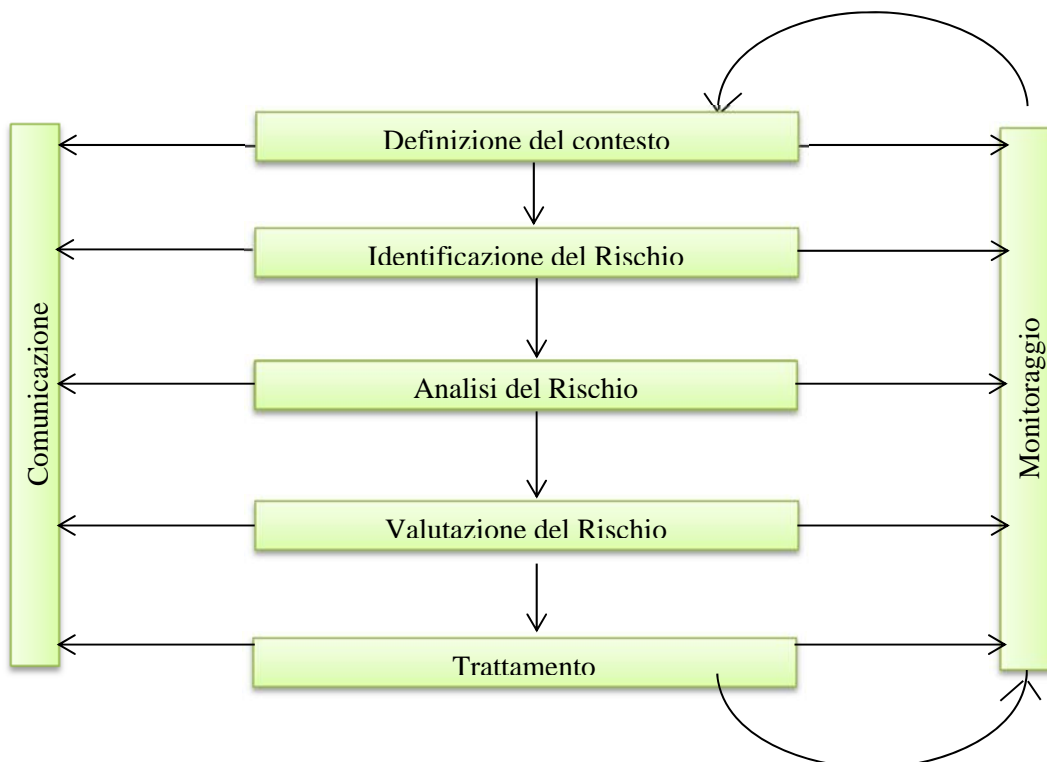 Definizione del contesto
Identificazione del Rischio
Analisi del Rischio
Valutazione del Rischio
Trattamento
Comunicazione
Monitoraggio